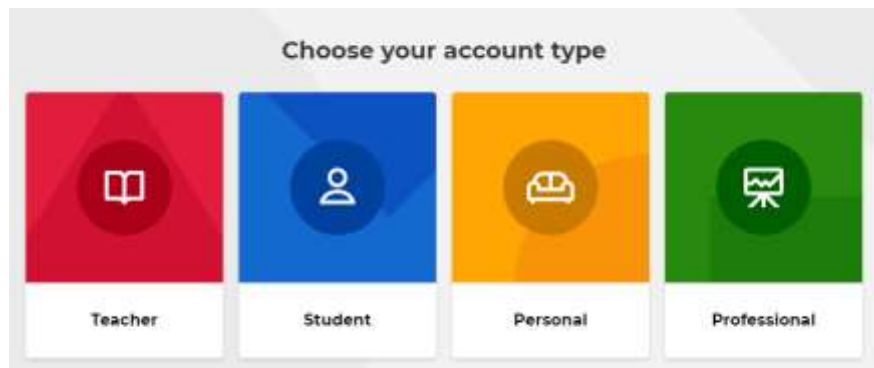 Choose your account type
Teacher
Student
Personal
Professional